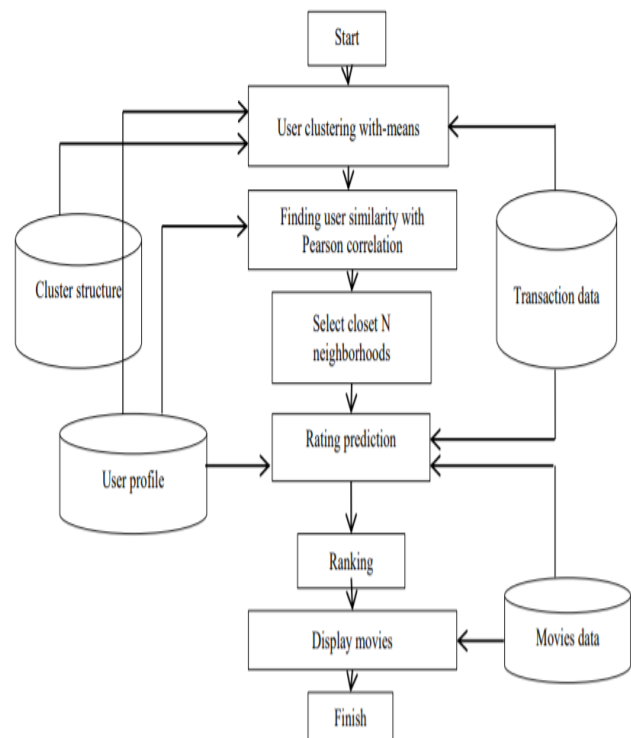 Start
User clustering with-means
Finding user similarity with
Pearson correlation
Cluster structure
Transaction data
Select closet N
neighborhoods
Rating prediction
User profile
Ranking
Display movies
Movies data
Finish